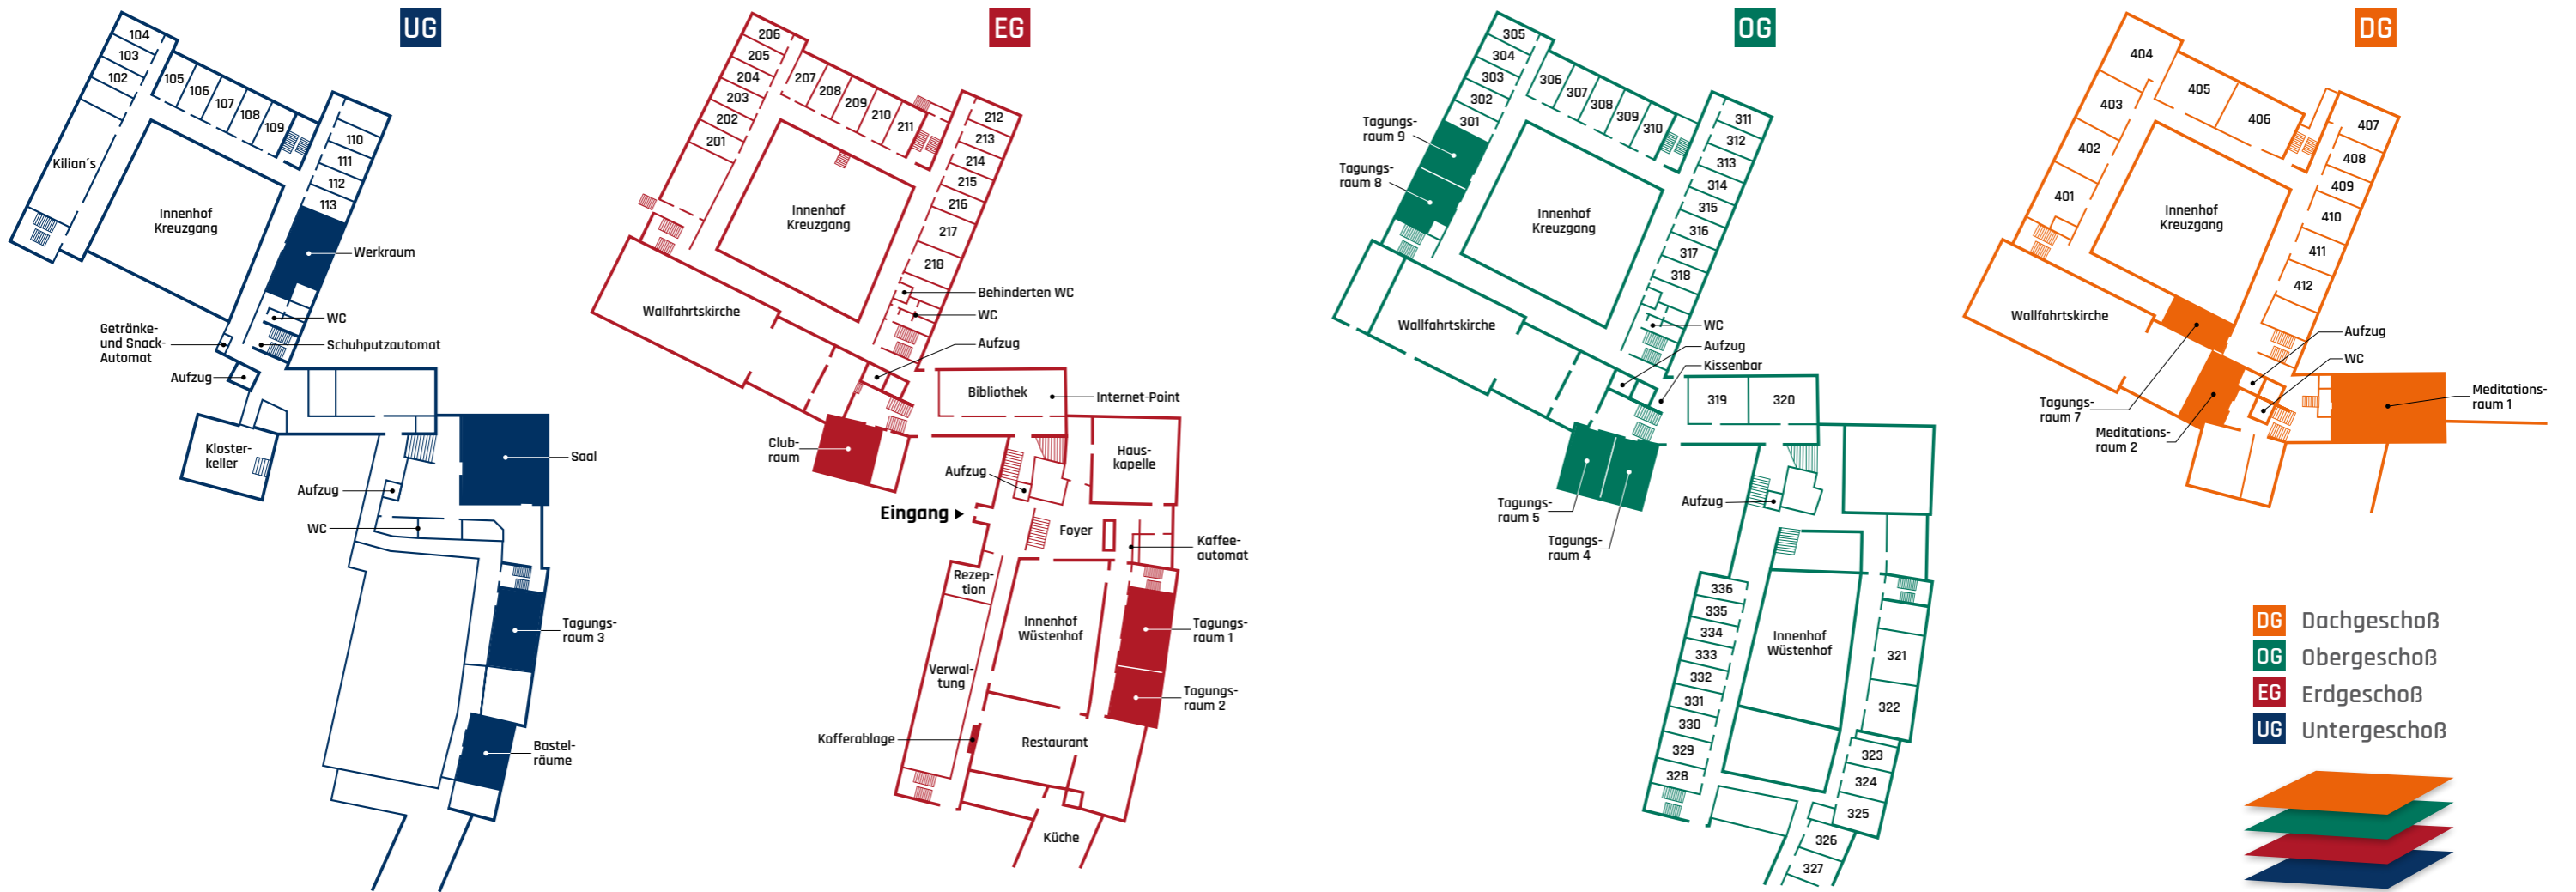 UG
104
103
102
105
106
107
108
109
110
111
112
113
Kilian´s
Innenhof
Kreuzgang
Werkraum
WC
Schuhputzautomat
Getränke-
und Snack-
Automat
Aufzug
Kloster-
keller
Saal
Aufzug
WC
Tagungs-
raum 3
Bastel-
räume
EG
206
205
204
203
202
201
207
208
209
210
211
212
213
214
215
216
217
218
Innenhof
Kreuzgang
Wallfahrtskirche
Behinderten WC
WC
Aufzug
Bibliothek
Internet-Point
Club-
raum
Haus-
kapelle
Aufzug
Eingang
Foyer
Kaffee-
automat
Rezep-
tion
Innenhof
Wüstenhof
Tagungs-
raum 1
Verwal-
tung
Tagungs-
raum 2
Kofferablage
Restaurant
Küche
OG
305
304
303
302
301
306
307
308
309
310
311
312
313
314
315
316
317
318
Tagungs-
raum 9
Tagungs-
raum 8
Innenhof
Kreuzgang
Wallfahrtskirche
WC
Aufzug
Kissenbar
319
320
Tagungs-
raum 5
Tagungs-
raum 4
Aufzug
336
335
334
333
332
331
330
329
328
Innenhof
Wüstenhof
321
322
323
324
325
326
327
DG
404
403
402
401
405
406
407
408
409
410
411
412
Innenhof
Kreuzgang
Wallfahrtskirche
Aufzug
WC
Tagungs-
raum 7
Meditations-
raum 2
Meditations-
raum 1
DG Dachgeschoß
OG Obergeschoß
EG Erdgeschoß
UG Untergeschoß